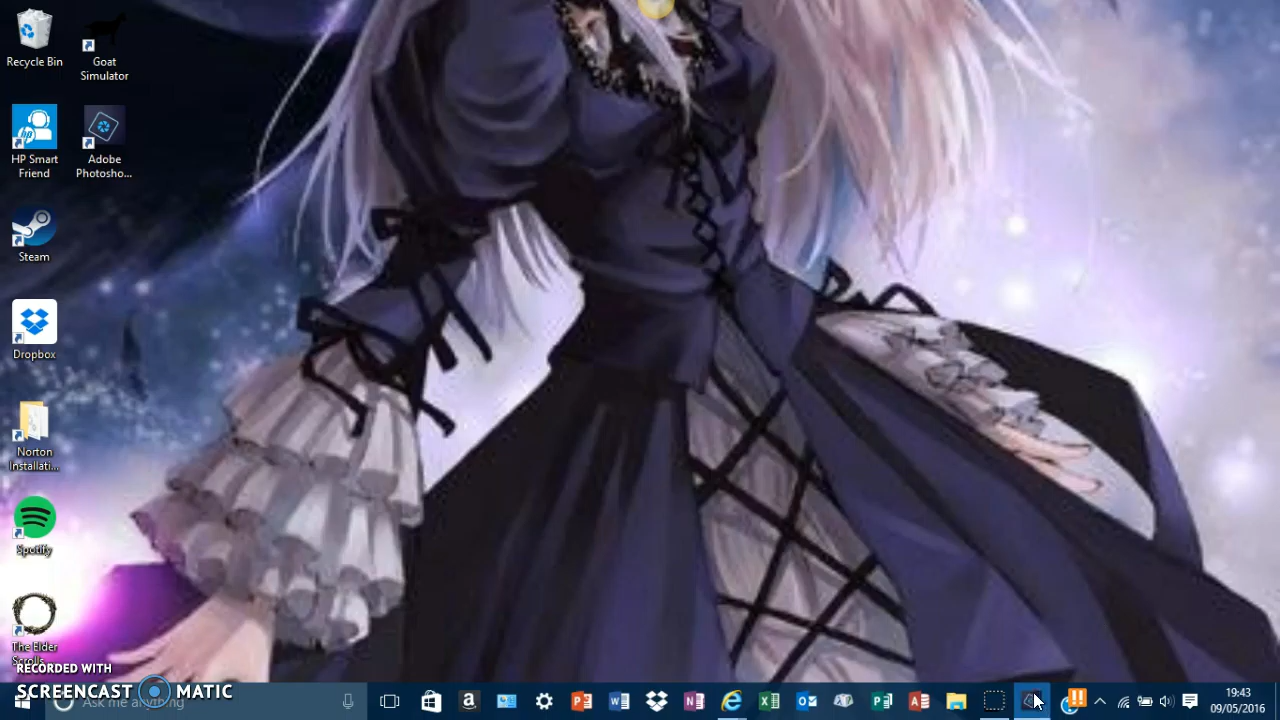 Recycle Bin
Goat
Simulator
HP Smart
Friend
Adobe
Photosho...
Steam
Dropbox
Norton
Installati...
Spotify
The Elder
Scrolls
RECORDED WITH
SCREENCAST MATIC
Ask me anything
19:43
09/05/2016